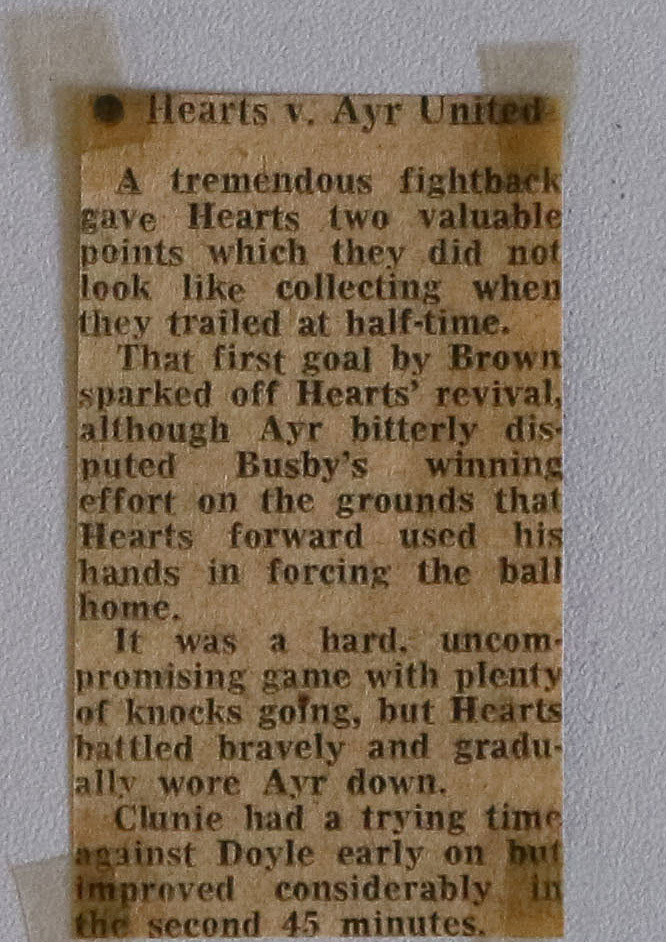 ● Hearts v. Ayr United
A tremendous fightback
gave Hearts two valuable
points which they did not
look like collecting when
they trailed at half-time.
That first goal by Brown
sparked off Hearts' revival,
although Ayr bitterly dis-
puted Busby's winning
effort on the grounds that
Hearts forward used his
hands in forcing the ball
home.
It was a hard. uncom-
promising game with plenty
of knocks going, but Hearts
battled bravely and gradu-
ally wore Ayr down.
Clunie had a trying time
against Doyle early on but
improved considerably in
the second 45 minutes.